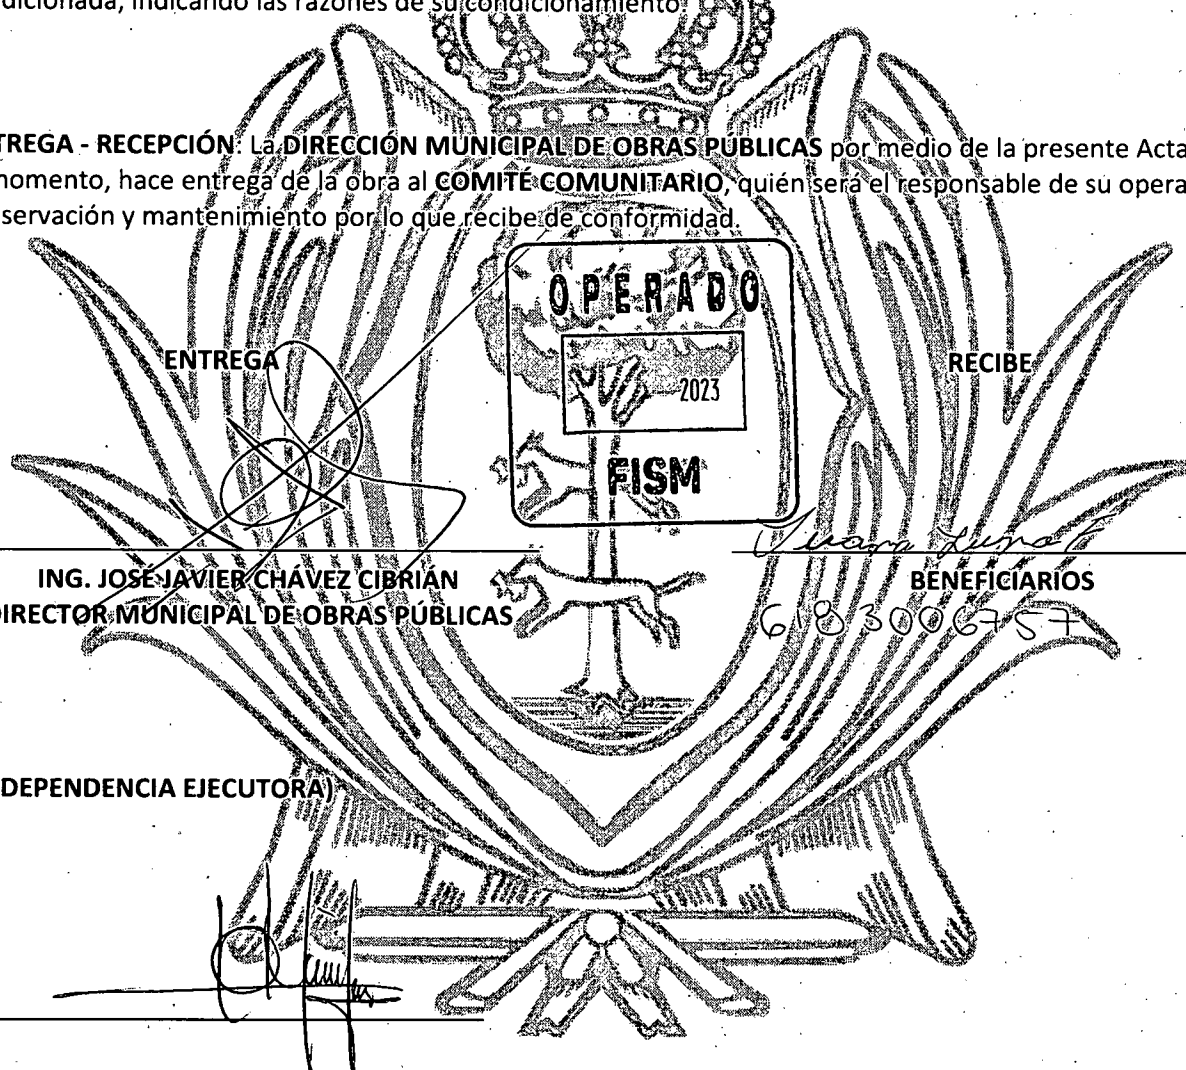 dicionada, indicando las razones de su condicionamiento.
TREGA - RECEPCIÓN: La DIRECCIÓN MUNICIPAL DE OBRAS PÚBLICAS por medio de la presente Acta
nomento, hace entrega de la obra al COMITÉ COMUNITARIO, quién será el responsable de su opera
servación y mantenimiento por lo que recibe de conformidad.
OPERADO
2023
FISM
ENTREGA
RECIBE
ING. JOSÉ JAVIER CHÁVEZ CIBRIÁN
BENEFICIARIOS
DIRECTOR MUNICIPAL DE OBRAS PÚBLICAS
6183006757
DEPENDENCIA EJECUTORA)